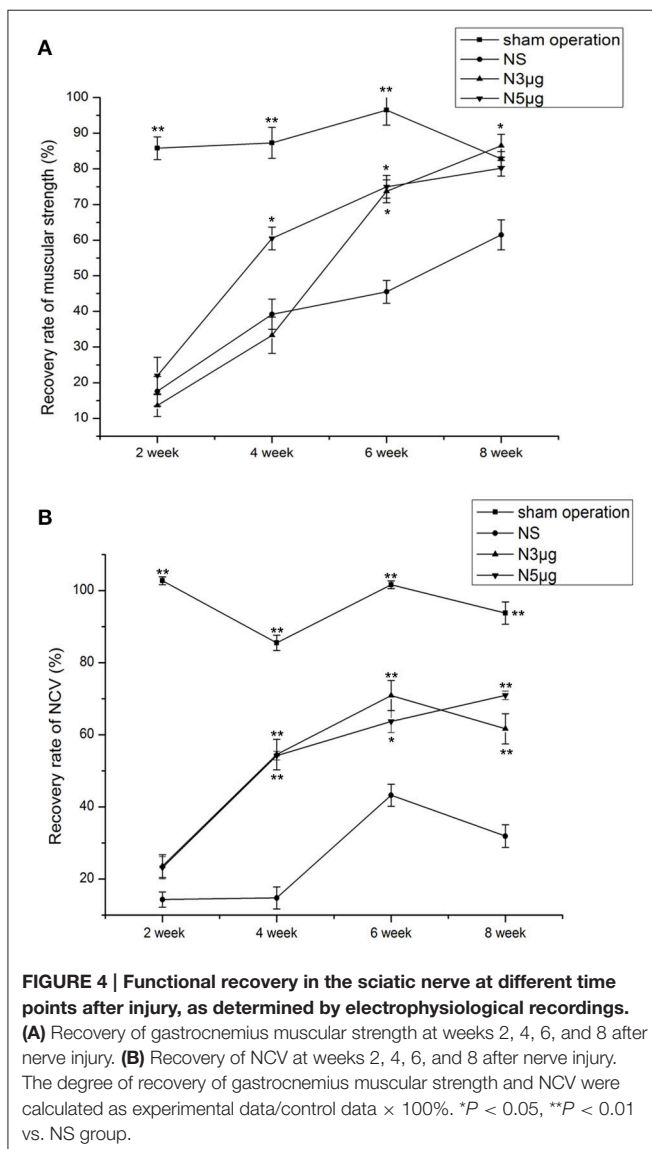 A
sham operation
NS
N3µg
N5µg
Recovery rate of muscular strength (%)
100
90
80
70
60
50
40
30
20
10
** ** ** *
* *
*
2 week 4 week 6 week 8 week
B
sham operation
NS
N3µg
N5µg
Recovery rate of NCV (%)
100
80
60
40
20
** ** ** **
** ** **
** * **
2 week 4 week 6 week 8 week
FIGURE 4 | Functional recovery in the sciatic nerve at different time
points after injury, as determined by electrophysiological recordings.
(A) Recovery of gastrocnemius muscular strength at weeks 2, 4, 6, and 8 after
nerve injury. (B) Recovery of NCV at weeks 2, 4, 6, and 8 after nerve injury.
The degree of recovery of gastrocnemius muscular strength and NCV were
calculated as experimental data/control data × 100%. *P < 0.05, **P < 0.01
vs. NS group.